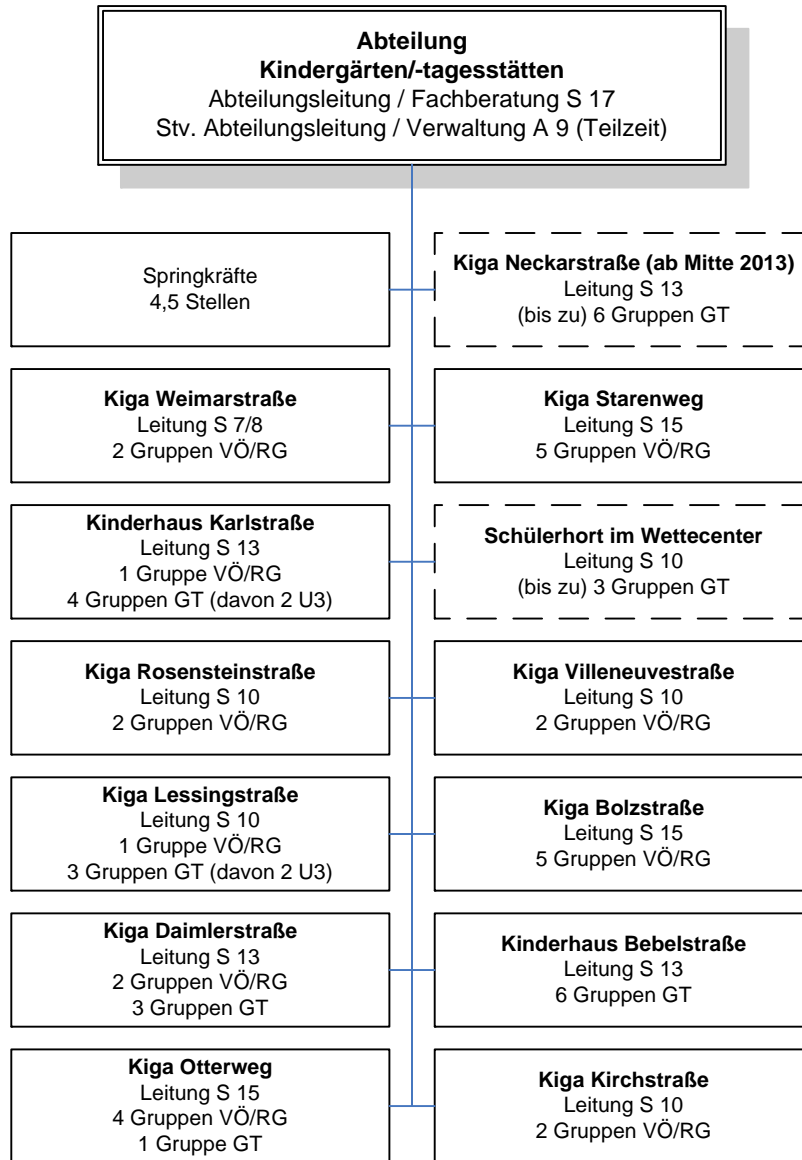 Abteilung
Kindergärten/-tagesstätten
Abteilungsleitung / Fachberatung S 17
Stv. Abteilungsleitung / Verwaltung A 9 (Teilzeit)
Springkräfte
4,5 Stellen
Kiga Neckarstraße (ab Mitte 2013)
Leitung S 13
(bis zu) 6 Gruppen GT
Kiga Weimarstraße
Leitung S 7/8
2 Gruppen VÖ/RG
Kiga Starenweg
Leitung S 15
5 Gruppen VÖ/RG
Kinderhaus Karlstraße
Leitung S 13
1 Gruppe VÖ/RG
4 Gruppen GT (davon 2 U3)
Schülerhort im Wettecenter
Leitung S 10
(bis zu) 3 Gruppen GT
Kiga Rosensteinstraße
Leitung S 10
2 Gruppen VÖ/RG
Kiga Villeneuvestraße
Leitung S 10
2 Gruppen VÖ/RG
Kiga Lessingstraße
Leitung S 10
1 Gruppe VÖ/RG
3 Gruppen GT (davon 2 U3)
Kiga Bolzstraße
Leitung S 15
5 Gruppen VÖ/RG
Kiga Daimlerstraße
Leitung S 13
2 Gruppen VÖ/RG
3 Gruppen GT
Kinderhaus Bebelstraße
Leitung S 13
6 Gruppen GT
Kiga Otterweg
Leitung S 15
4 Gruppen VÖ/RG
1 Gruppe GT
Kiga Kirchstraße
Leitung S 10
2 Gruppen VÖ/RG